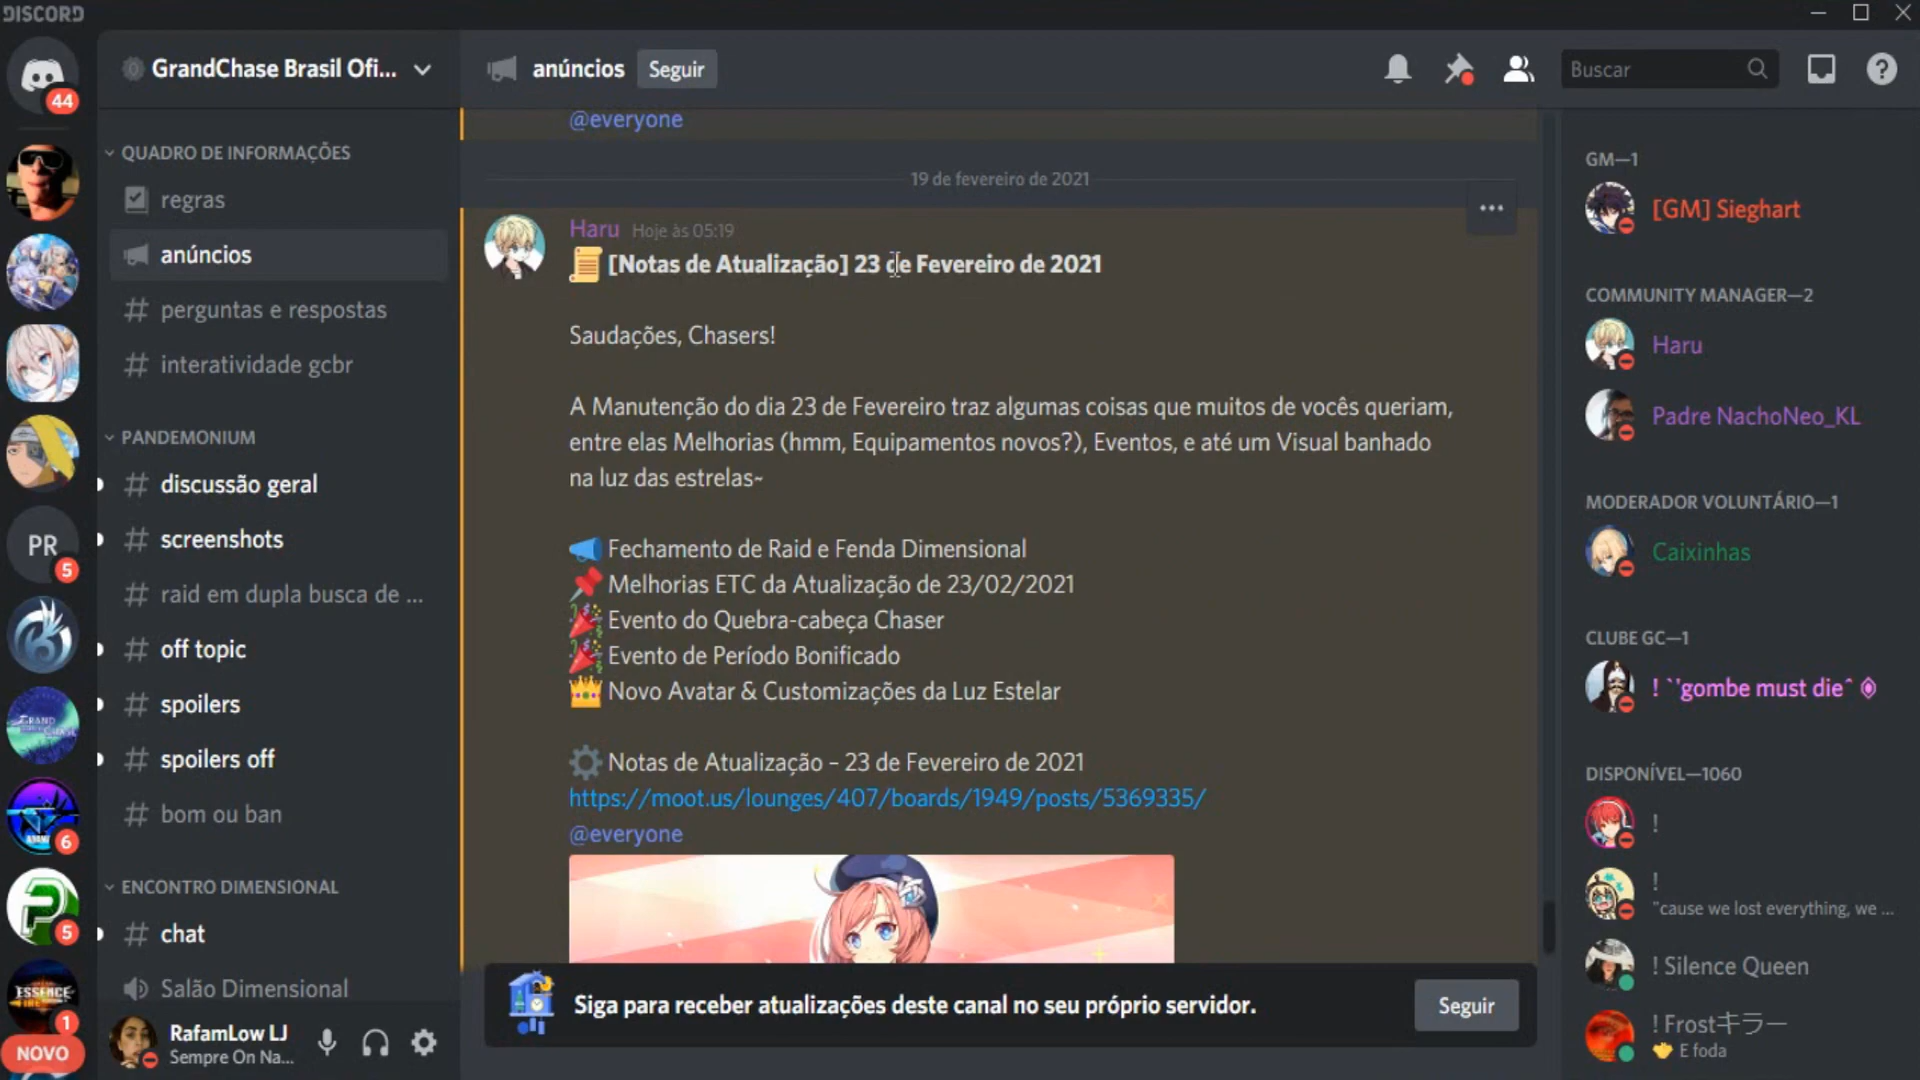 DISCORD
44
GrandChase Brasil Ofi...
anúncios
Seguir
Buscar
QUADRO DE INFORMAÇÕES
regras
anúncios
perguntas e respostas
interatividade gcbr
PANDEMONIUM
discussão geral
screenshots
raid em dupla busca de ...
off topic
spoilers
spoilers off
bom ou ban
ENCONTRO DIMENSIONAL
chat
Salão Dimensional
PR
5
6
5
ESSENCE
1
NOVO
RafamLow LJ
Sempre On Na...
@everyone
19 de fevereiro de 2021
Haru Hoje às 05:19
[Notas de Atualização] 23 de Fevereiro de 2021
Saudações, Chasers!
A Manutenção do dia 23 de Fevereiro traz algumas coisas que muitos de vocês queriam,
entre elas Melhorias (hmm, Equipamentos novos?), Eventos, e até um Visual banhado
na luz das estrelas~
Fechamento de Raid e Fenda Dimensional
Melhorias ETC da Atualização de 23/02/2021
Evento do Quebra-cabeça Chaser
Evento de Período Bonificado
Novo Avatar & Customizações da Luz Estelar
Notas de Atualização – 23 de Fevereiro de 2021
https://moot.us/lounges/407/boards/1949/posts/5369335/
@everyone
Siga para receber atualizações deste canal no seu próprio servidor.
Seguir
GM—1
[GM] Sieghart
COMMUNITY MANAGER—2
Haru
Padre NachoNeo_KL
MODERADOR VOLUNTÁRIO—1
Caixinhas
CLUBE GC—1
! ``gombe must die^
DISPONÍVEL—1060
!
!
"cause we lost everything, we ...
! Silence Queen
! Frostキラー
E foda